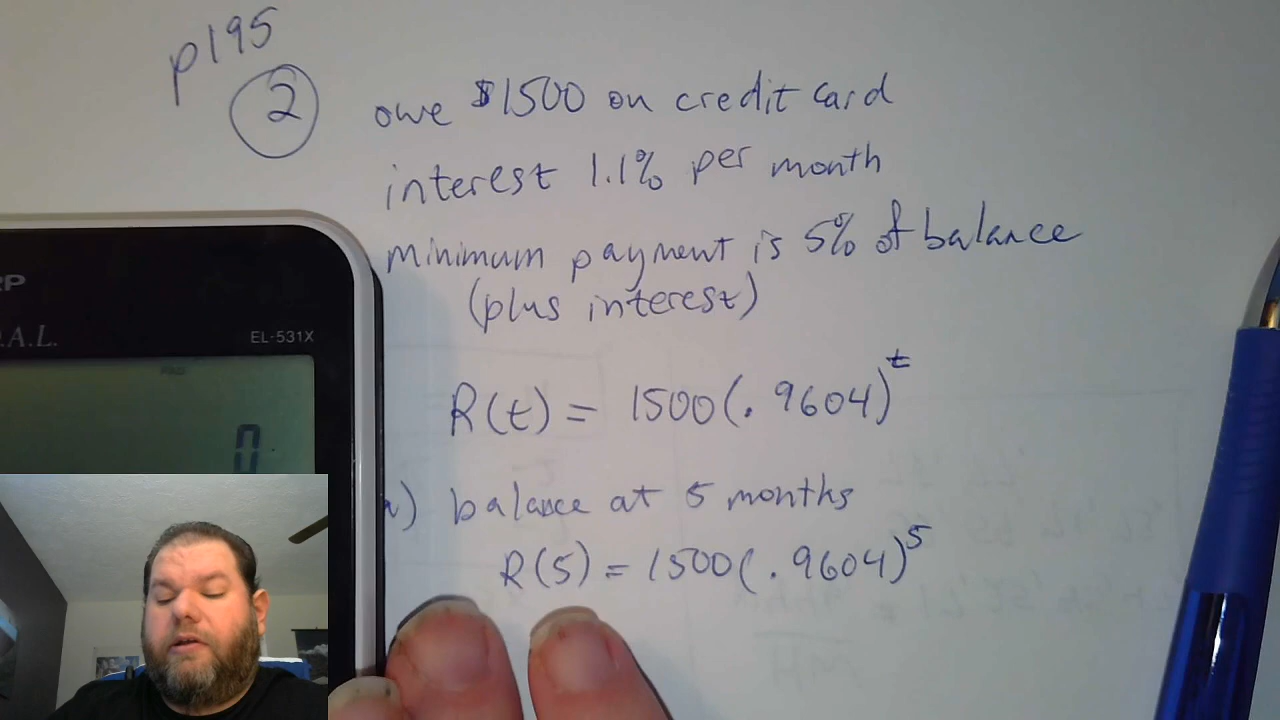 p195
2
owe $1500 on credit card
interest 1.1% per month
minimum payment is 5% of balance
(plus interest)
RP
D.A.L.
EL-531X
R(t) = 1500(.9604)^t
0.
a) balance at 5 months
R(5) = 1500(.9604)^5